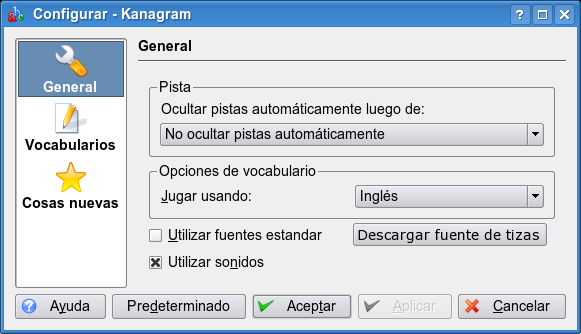 Configurar - Kanagram
General
General
Vocabularios
Cosas nuevas
Pista
Ocultar pistas automáticamente luego de:
No ocultar pistas automáticamente
Opciones de vocabulario
Jugar usando: Inglés
Utilizar fuentes estandar Descargar fuente de tizas
Utilizar sonidos
Ayuda Predeterminado Aceptar Aplicar Cancelar